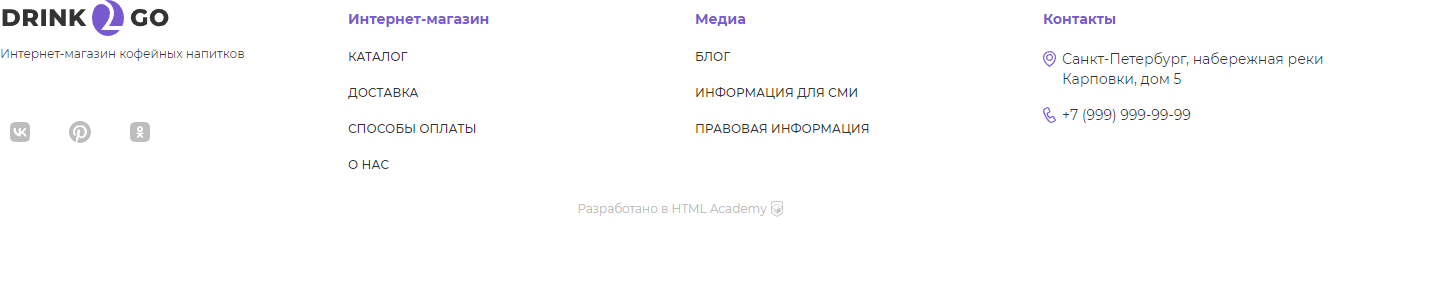 DRINK 2 GO
Интернет-магазин кофейных напитков
Интернет-магазин
КАТАЛОГ
ДОСТАВКА
СПОСОБЫ ОПЛАТЫ
О НАС
Медиа
БЛОГ
ИНФОРМАЦИЯ ДЛЯ СМИ
ПРАВОВАЯ ИНФОРМАЦИЯ
Контакты
Санкт-Петербург, набережная реки
Карповки, дом 5
+7 (999) 999-99-99
Разработано в HTML Academy